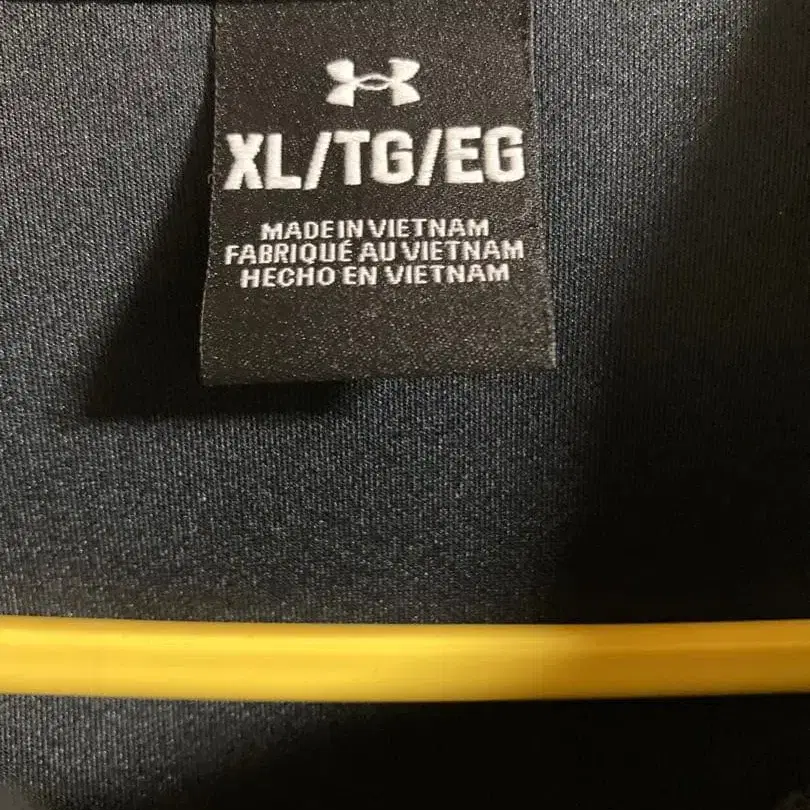 XL/TG/EG
MADE IN VIETNAM
FABRIQUÉ AU VIETNAM
HECHO EN VIETNAM